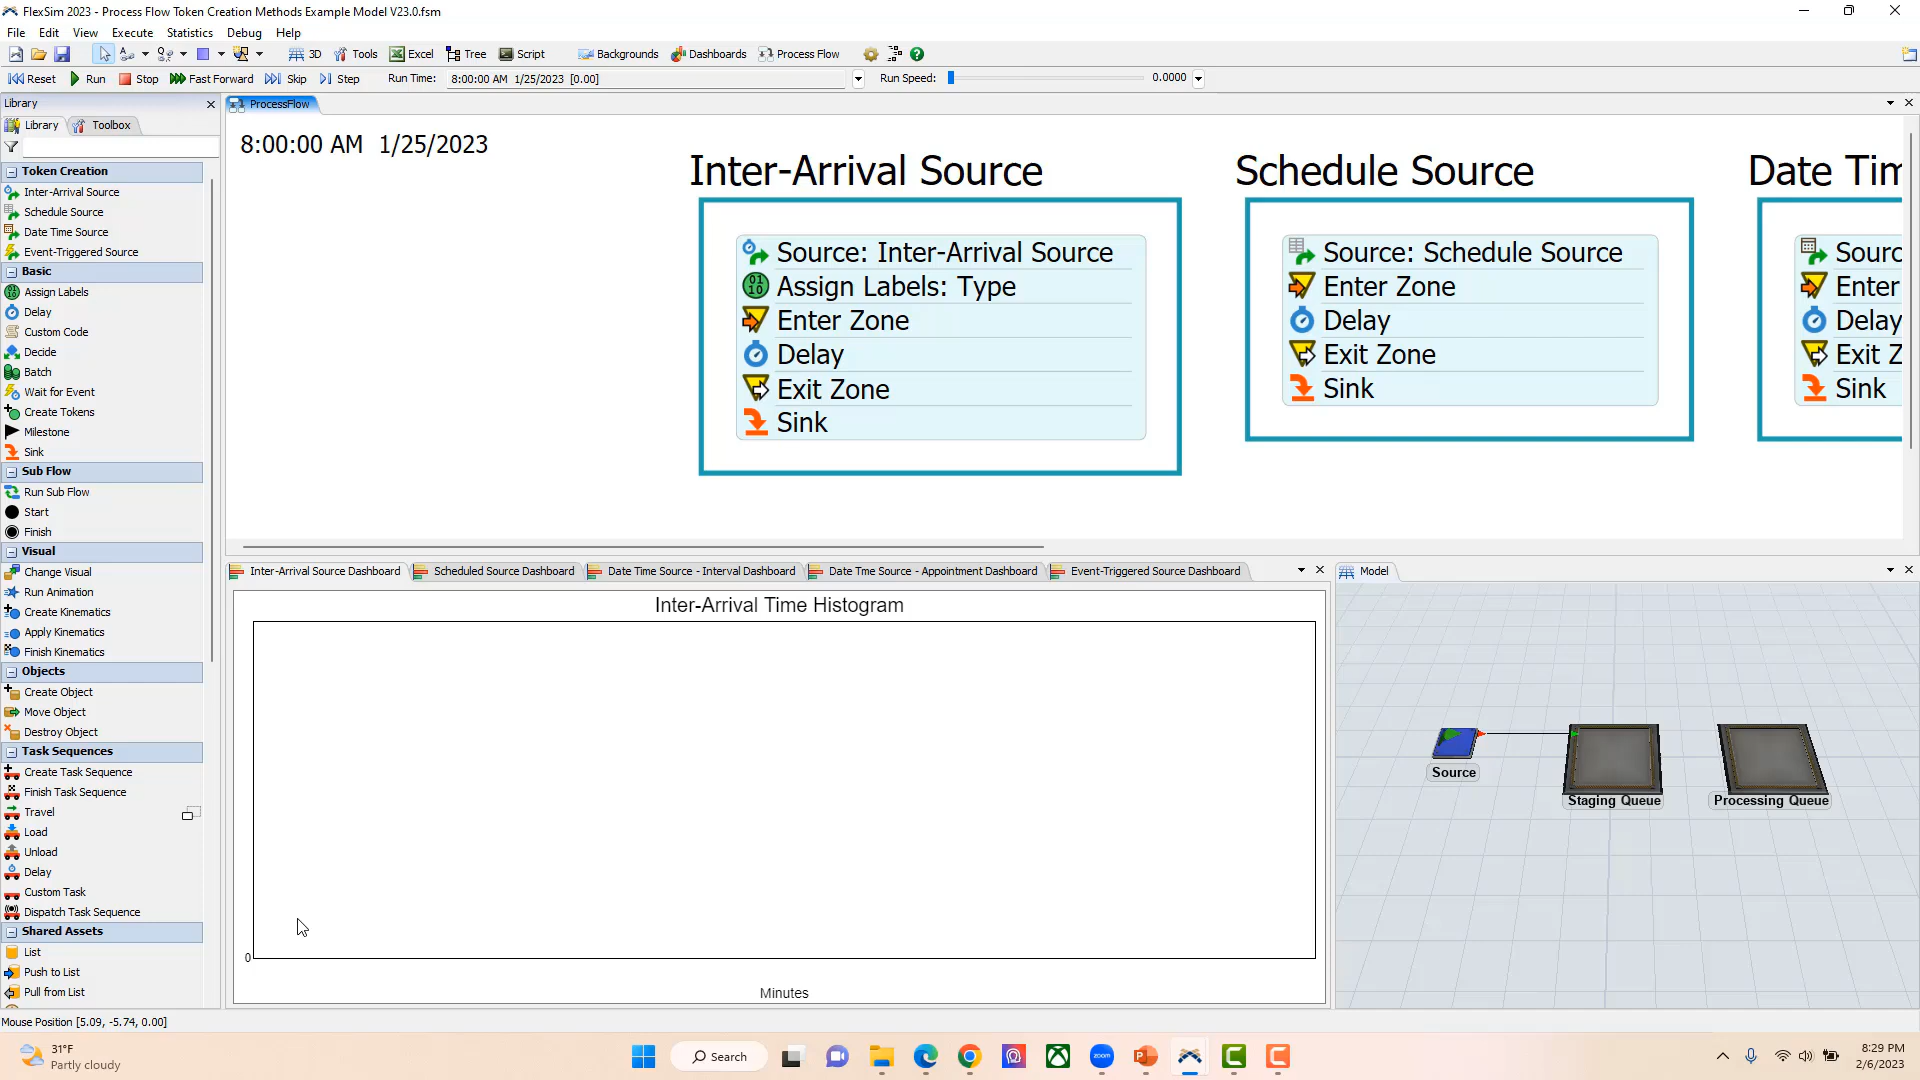 FlexSim 2023 - Process Flow Token Creation Methods Example Model V23.0.fsm
File Edit View Execute Statistics Debug Help
3D Tools Excel Tree Script Backgrounds Dashboards Process Flow
Reset Run Stop Fast Forward Skip Step Run Time: 8:00:00 AM 1/25/2023 [0.00] Run Speed: 0.0000
Library
Library Toolbox
Token Creation
Inter-Arrival Source
Schedule Source
Date Time Source
Event-Triggered Source
Basic
Assign Labels
Delay
Custom Code
Decide
Batch
Wait for Event
Create Tokens
Milestone
Sink
Sub Flow
Run Sub Flow
Start
Finish
Visual
Change Visual
Run Animation
Create Kinematics
Apply Kinematics
Finish Kinematics
Objects
Create Object
Move Object
Destroy Object
Task Sequences
Create Task Sequence
Finish Task Sequence
Travel
Load
Unload
Delay
Custom Task
Dispatch Task Sequence
Shared Assets
List
Push to List
Pull from List
ProcessFlow
8:00:00 AM 1/25/2023
Inter-Arrival Source
Source: Inter-Arrival Source
Assign Labels: Type
Enter Zone
Delay
Exit Zone
Sink
Schedule Source
Source: Schedule Source
Enter Zone
Delay
Exit Zone
Sink
Date Tim
Sourc
Enter
Delay
Exit Z
Sink
Inter-Arrival Source Dashboard Scheduled Source Dashboard Date Time Source - Interval Dashboard Date Tme Source - Appointment Dashboard Event-Triggered Source Dashboard
Inter-Arrival Time Histogram
0
Minutes
Model
Source
Staging Queue
Processing Queue
Mouse Position [5.09, -5.74, 0.00]
31°F
Partly cloudy
Search
zoom
8:29 PM
2/6/2023